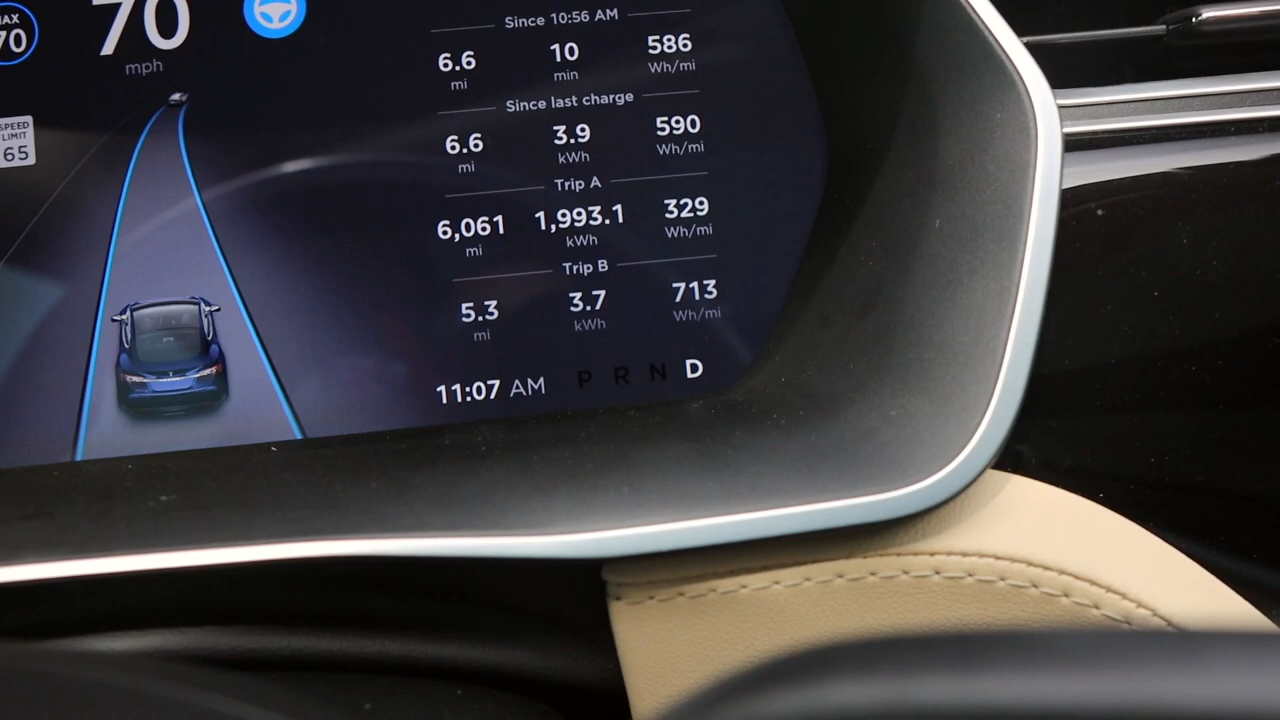 MAX
70
70
mph
SPEED
LIMIT
65
Since 10:56 AM
6.6 10 586
mi min Wh/mi
Since last charge
6.6 3.9 590
mi kWh Wh/mi
Trip A
6,061 1,993.1 329
mi kWh Wh/mi
Trip B
5.3 3.7 713
mi kWh Wh/mi
11:07 AM P R N D